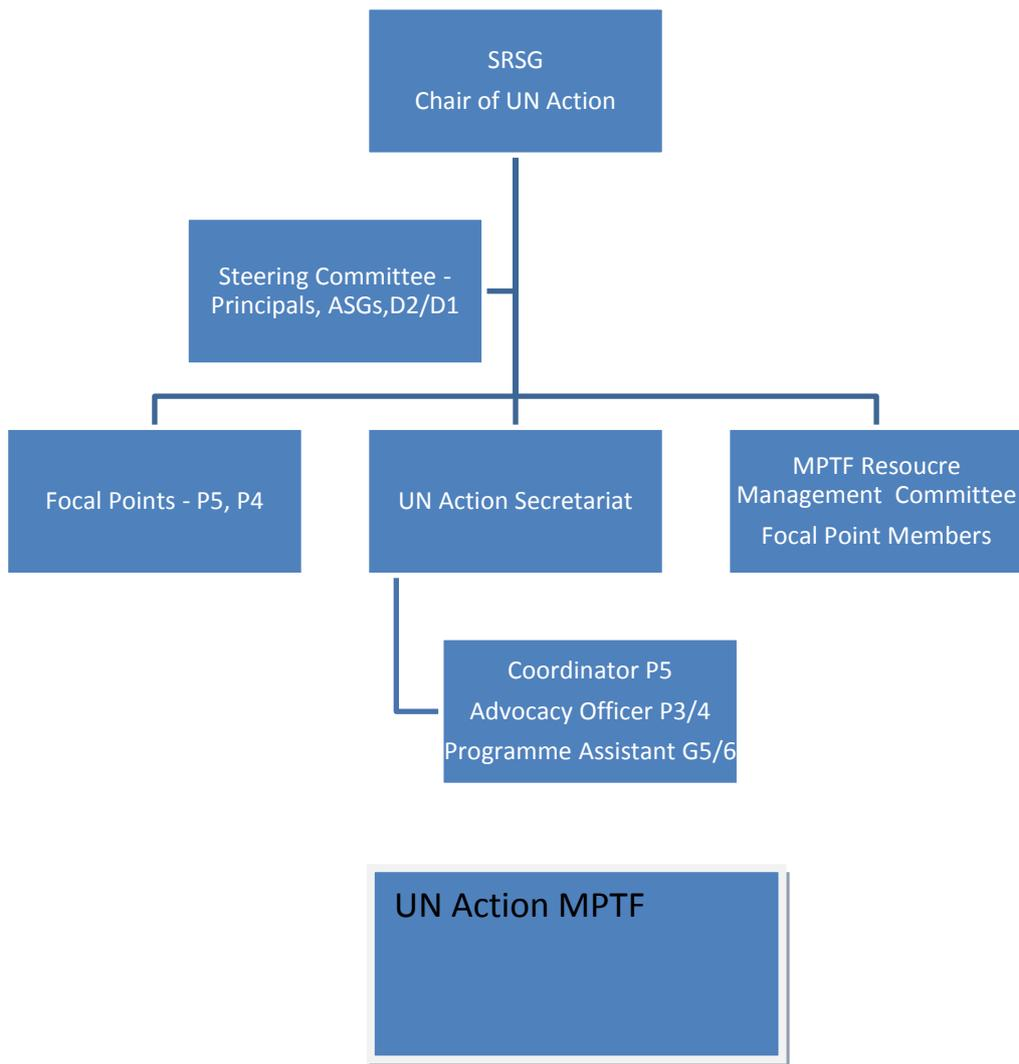 SRSG
Chair of UN Action
Steering Committee -
Principals, ASGs,D2/D1
Focal Points - P5, P4
UN Action Secretariat
MPTF Resoucre
Management  Committee
Focal Point Members
Coordinator P5
Advocacy Officer P3/4
Programme Assistant G5/6
UN Action MPTF